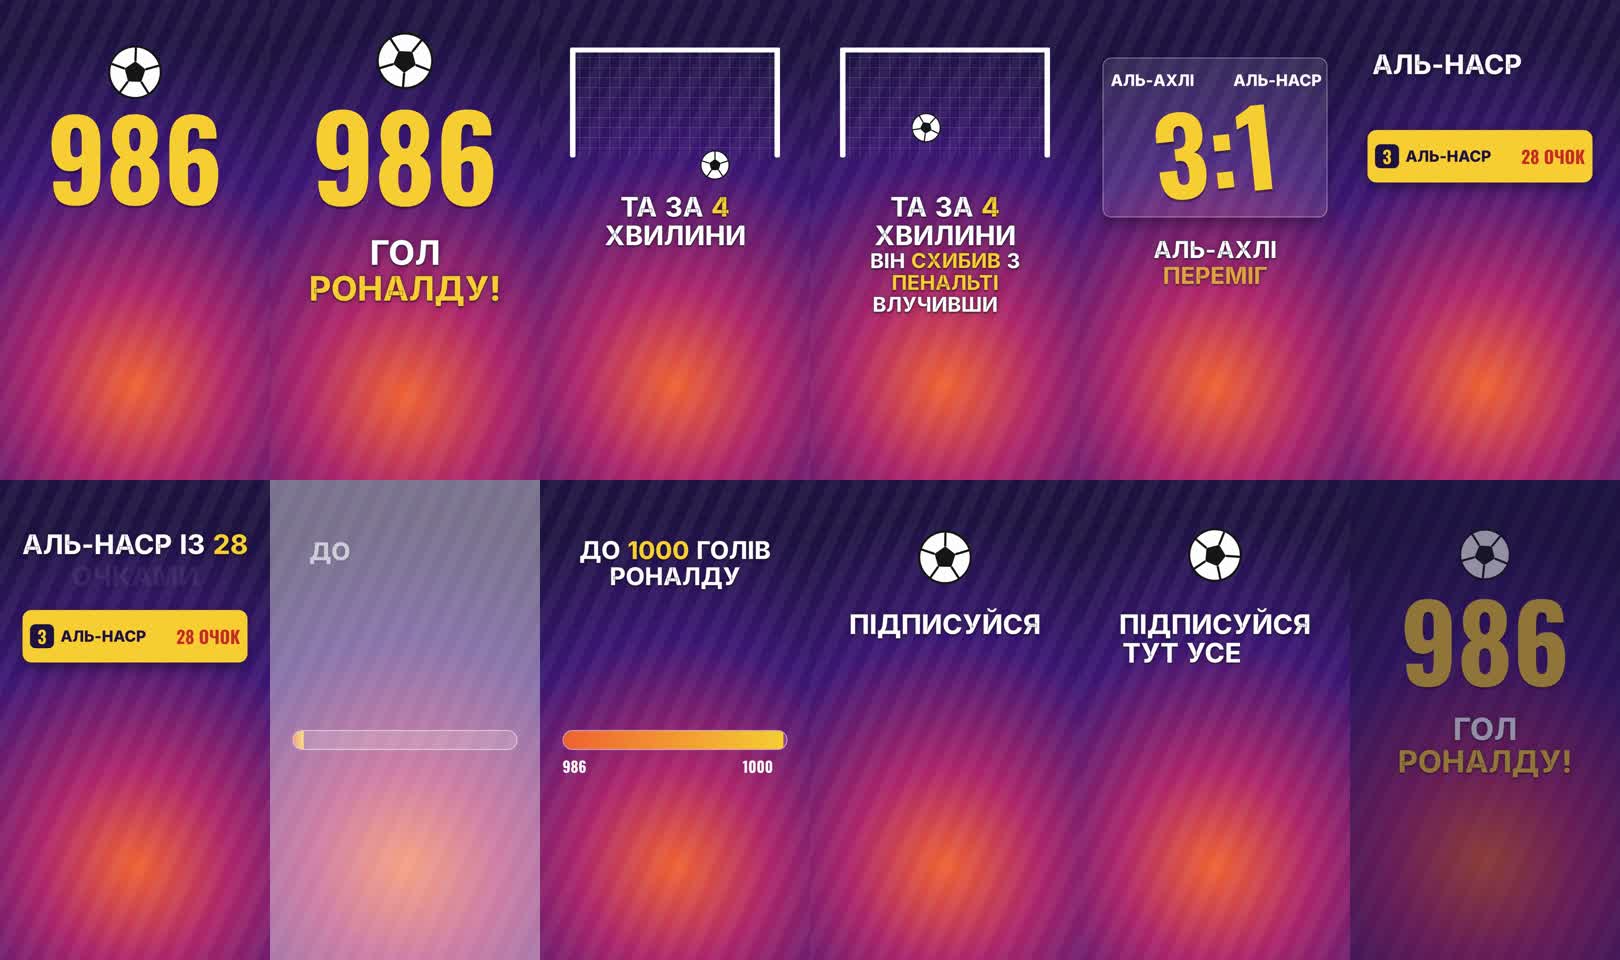 986
986
ГОЛ
РОНАЛДУ!
ТА ЗА 4
ХВИЛИНИ
ТА ЗА 4
ХВИЛИНИ
ВІН СХИБИВ З
ПЕНАЛЬТІ
ВЛУЧИВШИ
АЛЬ-АХЛІ АЛЬ-НАСР
3:1
АЛЬ-АХЛІ
ПЕРЕМІГ
АЛЬ-НАСР
3 АЛЬ-НАСР 28 ОЧОК
АЛЬ-НАСР ІЗ 28
ОЧКАМИ
3 АЛЬ-НАСР 28 ОЧОК
ДО
ДО 1000 ГОЛІВ
РОНАЛДУ
986 1000
ПІДПИСУЙСЯ
ПІДПИСУЙСЯ
ТУТ УСЕ
986
ГОЛ
РОНАЛДУ!